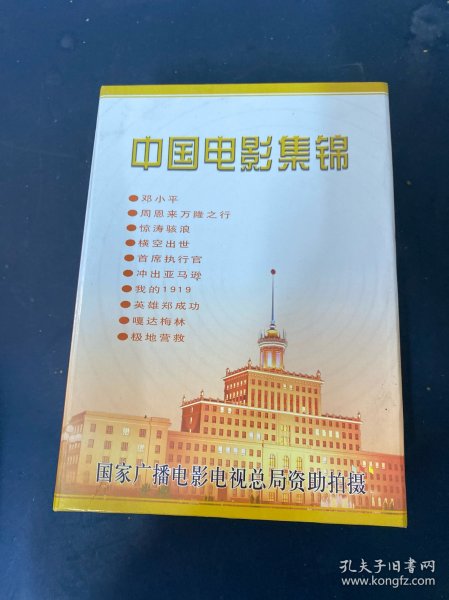 中国电影集锦
●邓小平
●周恩来万隆之行
●惊涛骇浪
●横空出世
●首席执行官
●冲出亚马逊
●我的1919
●英雄郑成功
●嘎达梅林
●极地营救
国家广播电影电视总局资助拍摄
孔夫子旧书网
www.kongfz.com